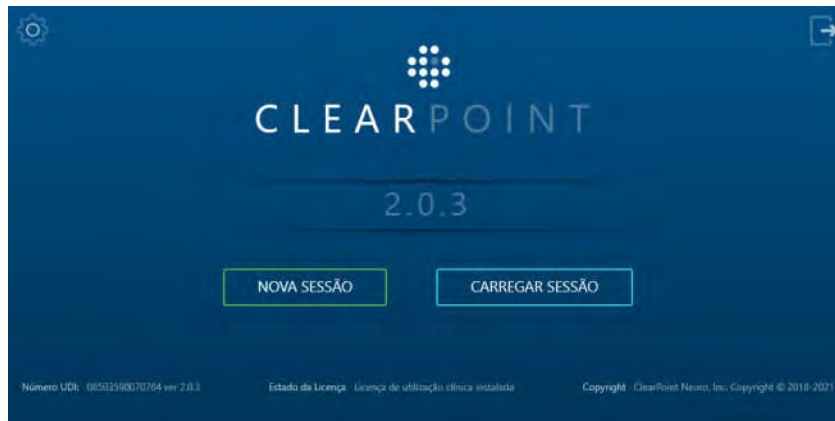 CLEARPOINT
2.0.3
NOVA SESSÃO
CARREGAR SESSÃO
Número UDI: 08503590070764 ver 2.0.3
Estado da Licença Licença de utilização clínica instalada
Copyright ClearPoint Neuro, Inc. Copyright © 2018-2021